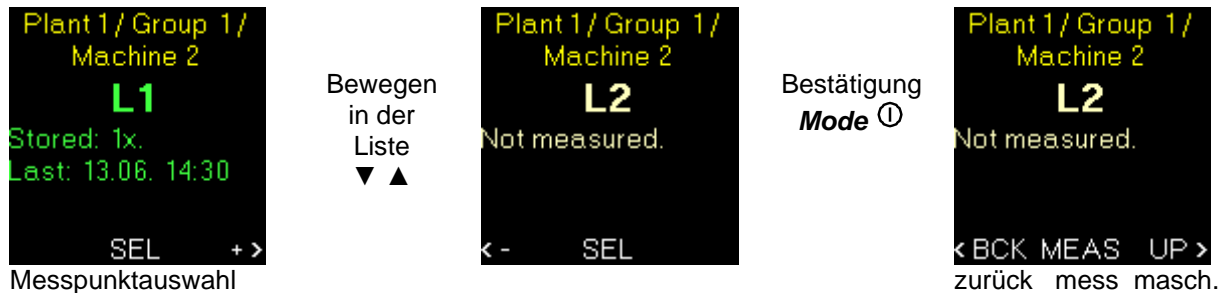 Plant 1/ Group 1/
Machine 2
L1
Stored: 1x.
Last: 13.06. 14:30
SEL + >
Messpunktauswahl
Bewegen
in der
Liste
▼ ▲
Plant 1/ Group 1/
Machine 2
L2
Not measured.
< - SEL
Bestätigung
Mode
Plant 1/ Group 1/
Machine 2
L2
Not measured.
< BCK MEAS UP >
zurück mess masch.